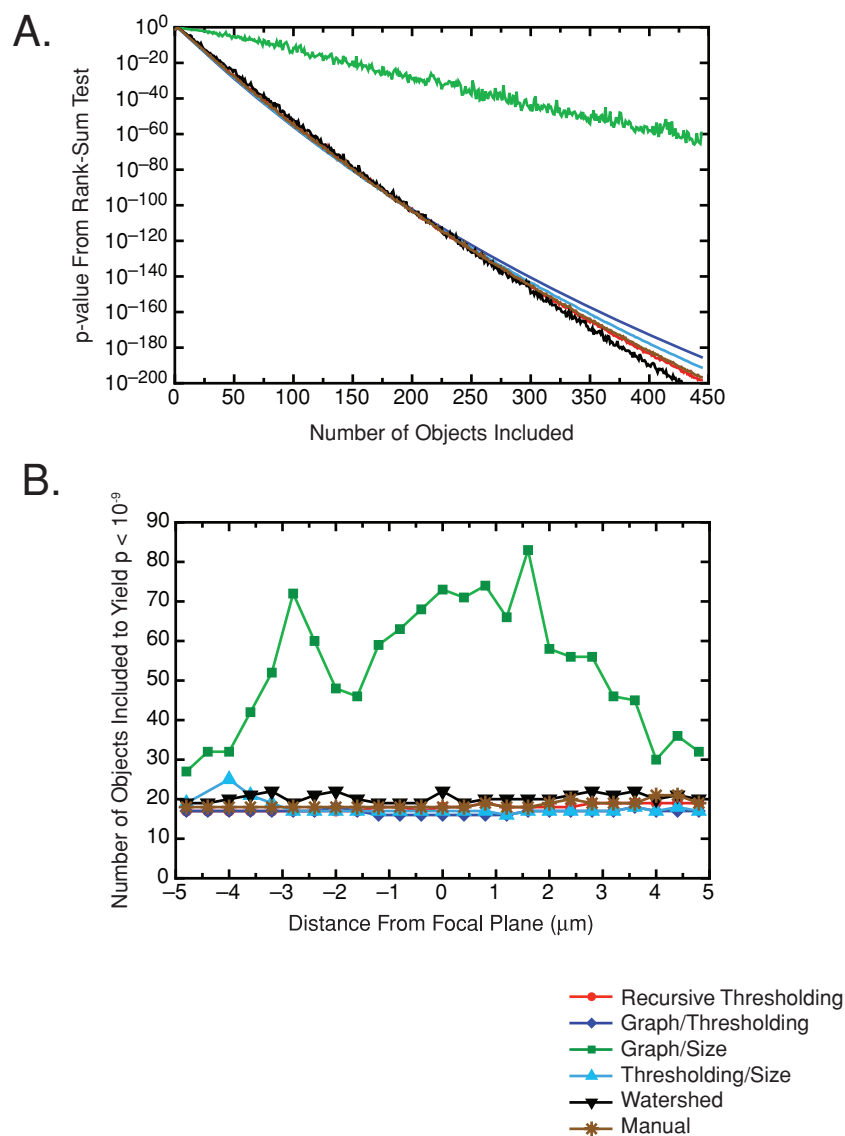 A.
p-value From Rank-Sum Test
10⁰
10⁻²⁰
10⁻⁴⁰
10⁻⁶⁰
10⁻⁸⁰
10⁻¹⁰⁰
10⁻¹²⁰
10⁻¹⁴⁰
10⁻¹⁶⁰
10⁻¹⁸⁰
10⁻²⁰⁰
0 50 100 150 200 250 300 350 400 450
Number of Objects Included
B.
Number of Objects Included to Yield p < 10⁻⁹
90
80
70
60
50
40
30
20
10
0
−5 −4 −3 −2 −1 0 1 2 3 4 5
Distance From Focal Plane (μm)
Recursive Thresholding
Graph/Thresholding
Graph/Size
Thresholding/Size
Watershed
Manual